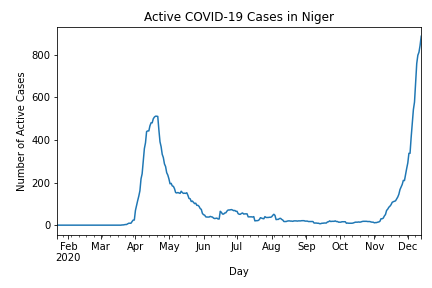 Active COVID-19 Cases in Niger
Number of Active Cases
800
600
400
200
0
Feb Mar Apr May Jun Jul Aug Sep Oct Nov Dec
2020
Day